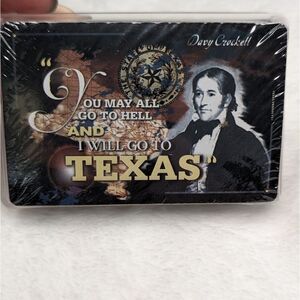 Davy Crockett
"YOU MAY ALL
GO TO HELL
AND
I WILL GO TO
TEXAS"